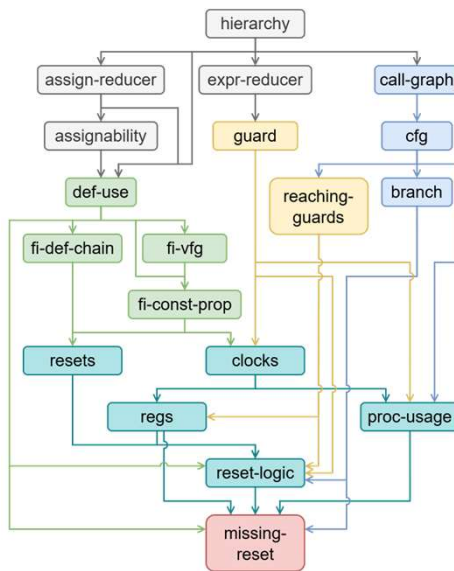 hierarchy
assign-reducer
expr-reducer
call-graph
assignability
guard
cfg
def-use
reaching-
guards
branch
fi-def-chain
fi-vfg
fi-const-prop
resets
clocks
regs
proc-usage
reset-logic
missing-
reset